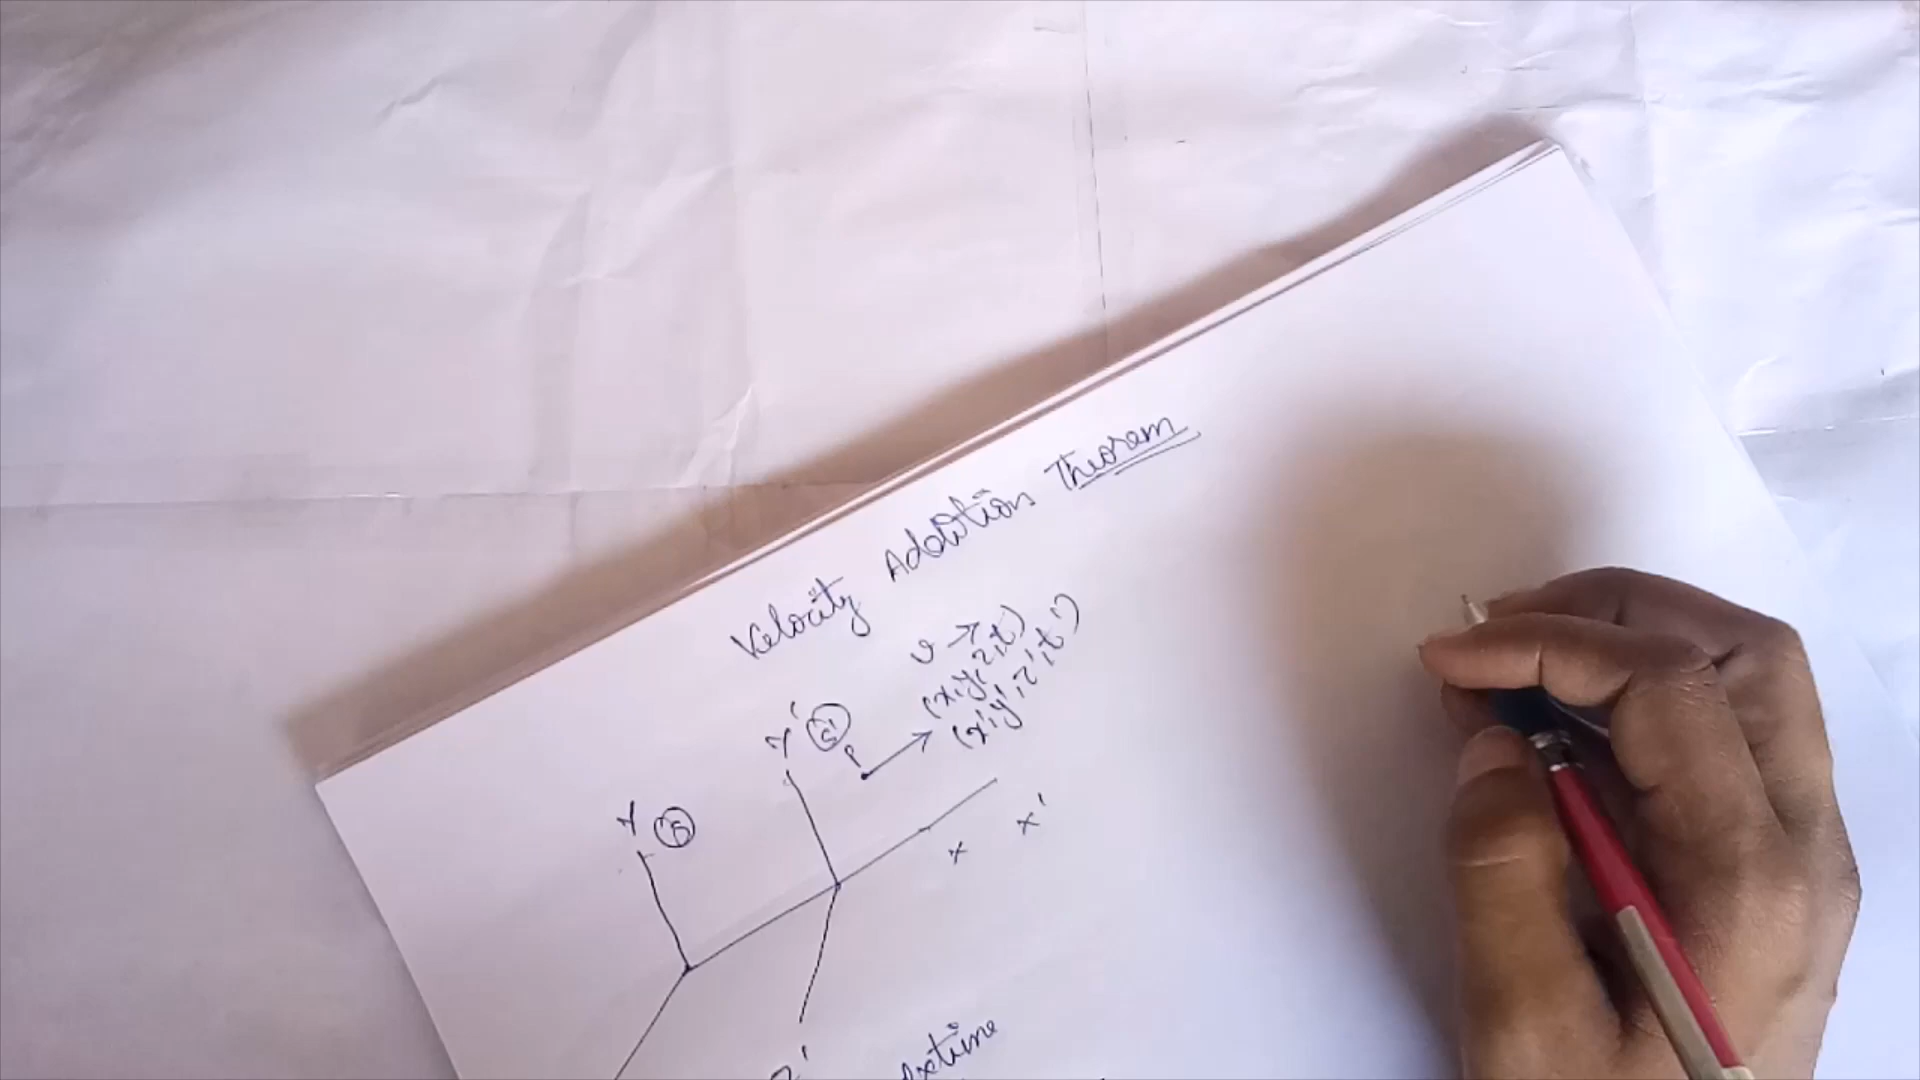 Velocity Addition Theorem
v →
(x, y, z, t)
(x', y', z', t')
Y' S' P
Y S
X X'
Z'